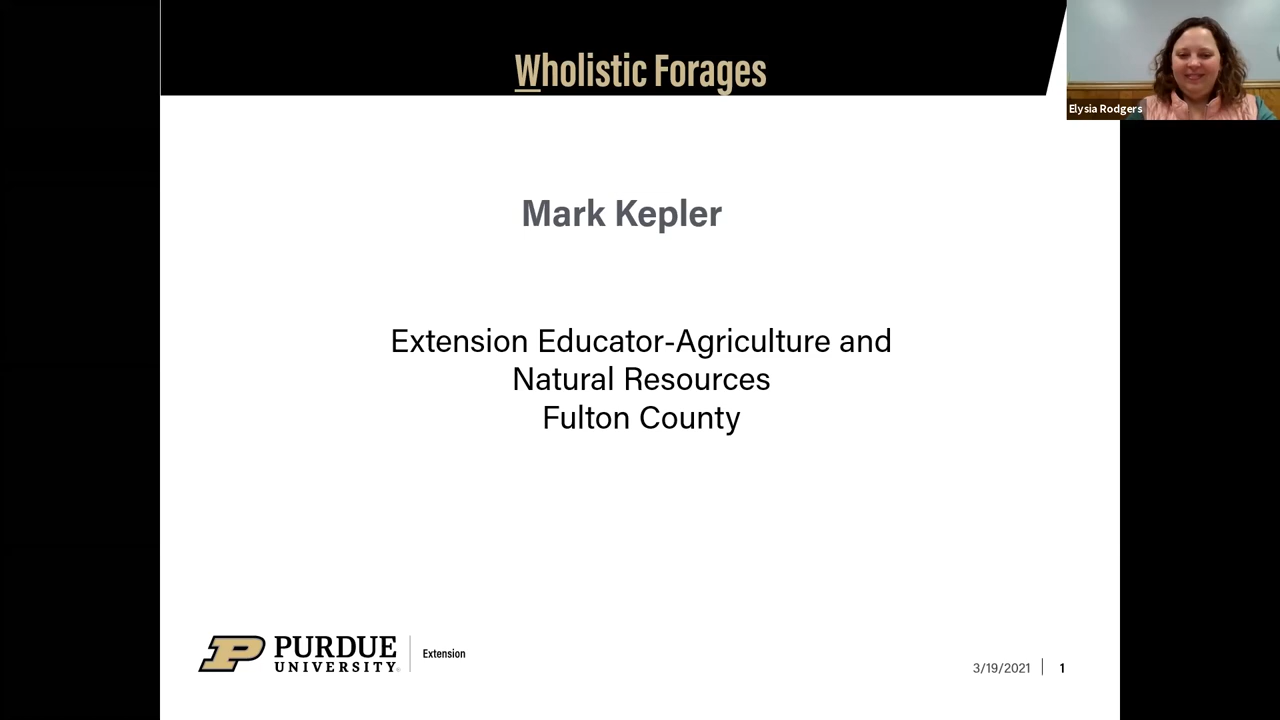 Wholistic Forages
Elysia Rodgers
Mark Kepler
Extension Educator-Agriculture and
Natural Resources
Fulton County
PURDUE
UNIVERSITY
Extension
3/19/2021
1